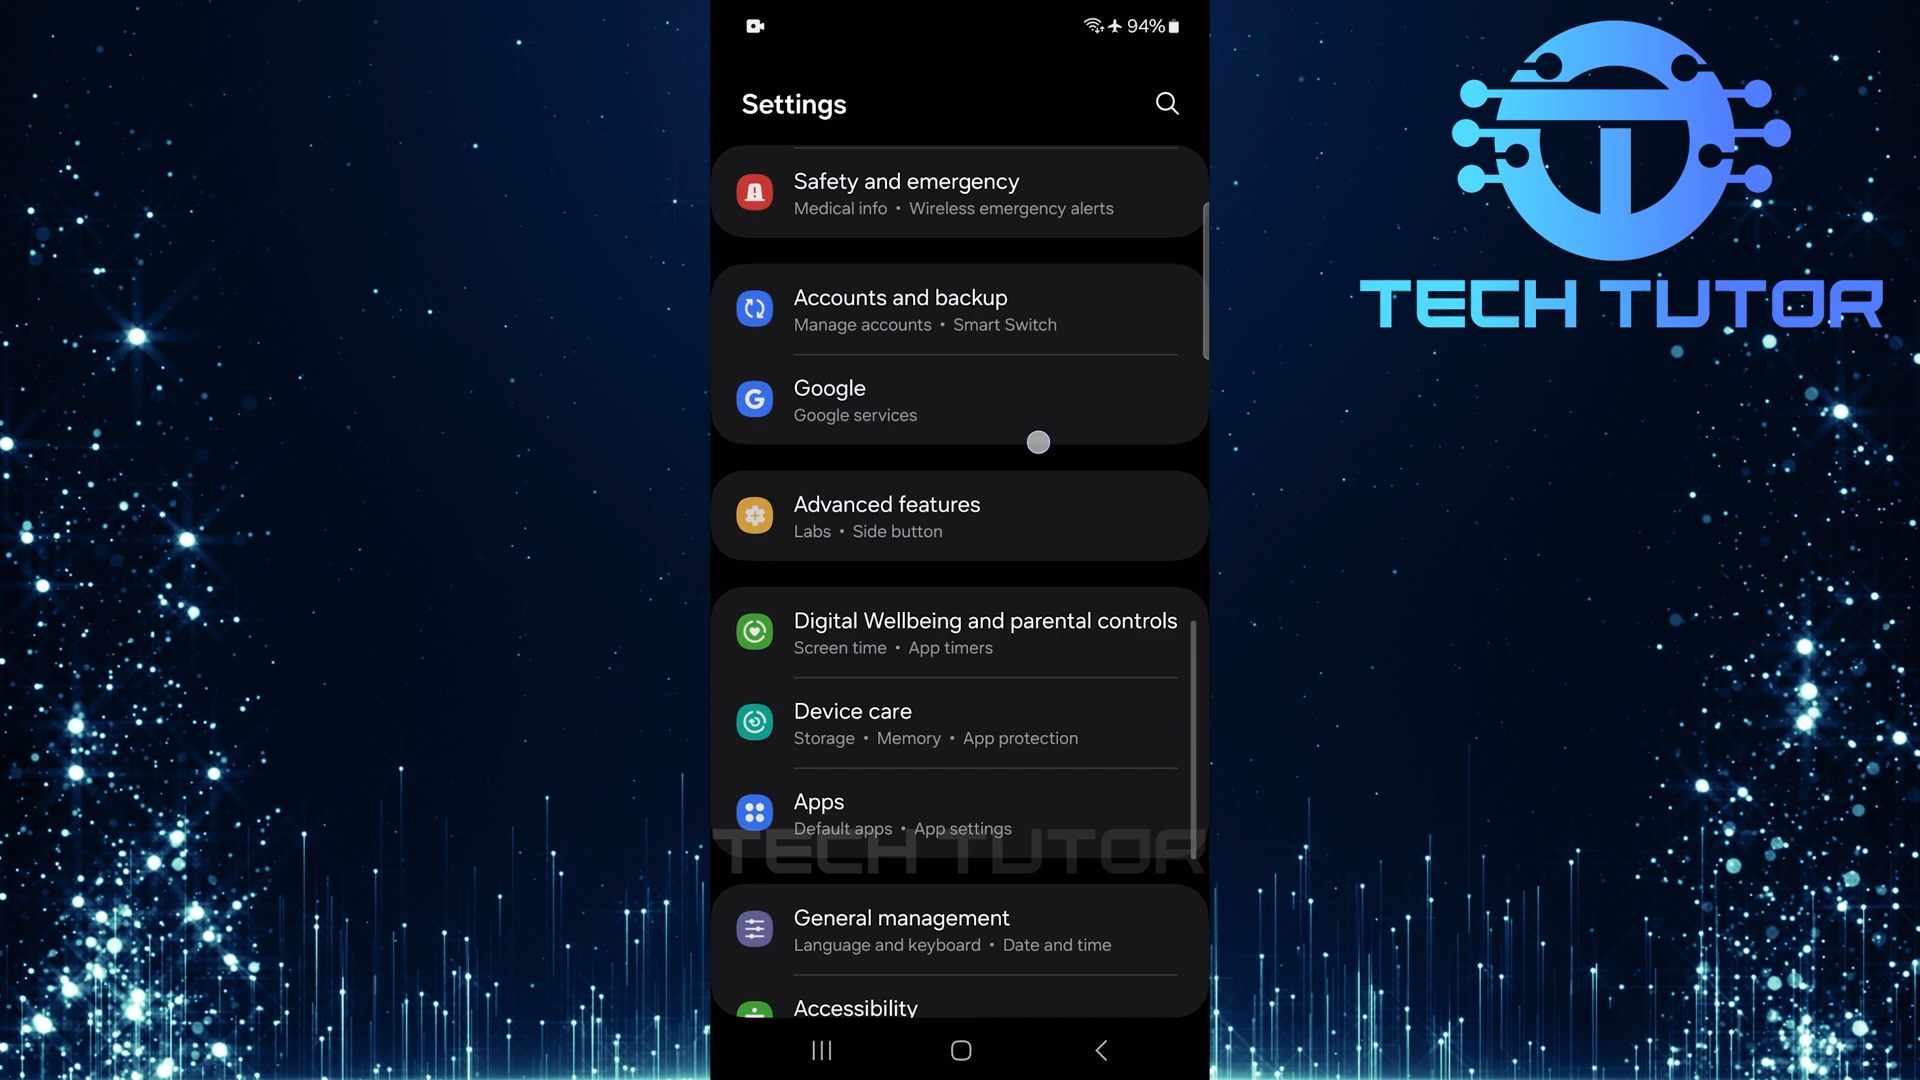 94%
Settings
Safety and emergency
Medical info • Wireless emergency alerts
Accounts and backup
Manage accounts • Smart Switch
Google
Google services
Advanced features
Labs • Side button
Digital Wellbeing and parental controls
Screen time • App timers
Device care
Storage • Memory • App protection
Apps
Default apps • App settings
TECH TUTOR
General management
Language and keyboard • Date and time
Accessibility
TECH TUTOR